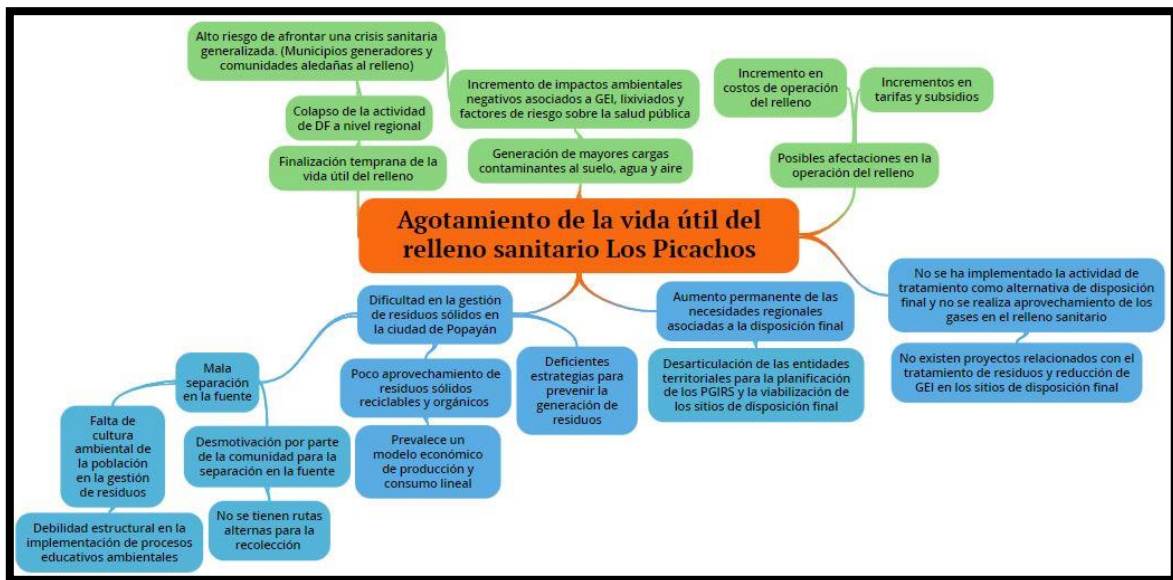 Alto riesgo de afrontar una crisis sanitaria
generalizada. (Municipios generadores y
comunidades aledañas al relleno)
Colapso de la actividad
de DF a nivel regional
Finalización temprana de la
vida útil del relleno
Incremento de impactos ambientales
negativos asociados a GEI, lixiviados y
factores de riesgo sobre la salud pública
Generación de mayores cargas
contaminantes al suelo, agua y aire
Incremento en
costos de operación
del relleno
Incrementos en
tarifas y subsidios
Posibles afectaciones en la
operación del relleno
Agotamiento de la vida útil del
relleno sanitario Los Picachos
Dificultad en la gestión
de residuos sólidos en
la ciudad de Popayán
Mala
separación
en la fuente
Falta de
cultura
ambiental de
la población
en la gestión
de residuos
Debilidad estructural en la
implementación de procesos
educativos ambientales
Desmotivación por parte
de la comunidad para la
separación en la fuente
No se tienen rutas
alternas para la
recolección
Poco aprovechamiento de
residuos sólidos
reciclables y orgánicos
Prevalece un
modelo económico
de producción y
consumo lineal
Deficientes
estrategias para
prevenir la
generación de
residuos
Aumento permanente de las
necesidades regionales
asociadas a la disposición final
Desarticulación de las entidades
territoriales para la planificación
de los PGIRS y la viabilización de
los sitios de disposición final
No se ha implementado la actividad de
tratamiento como alternativa de disposición
final y no se realiza aprovechamiento de los
gases en el relleno sanitario
No existen proyectos relacionados con el
tratamiento de residuos y reducción de
GEI en los sitios de disposición final